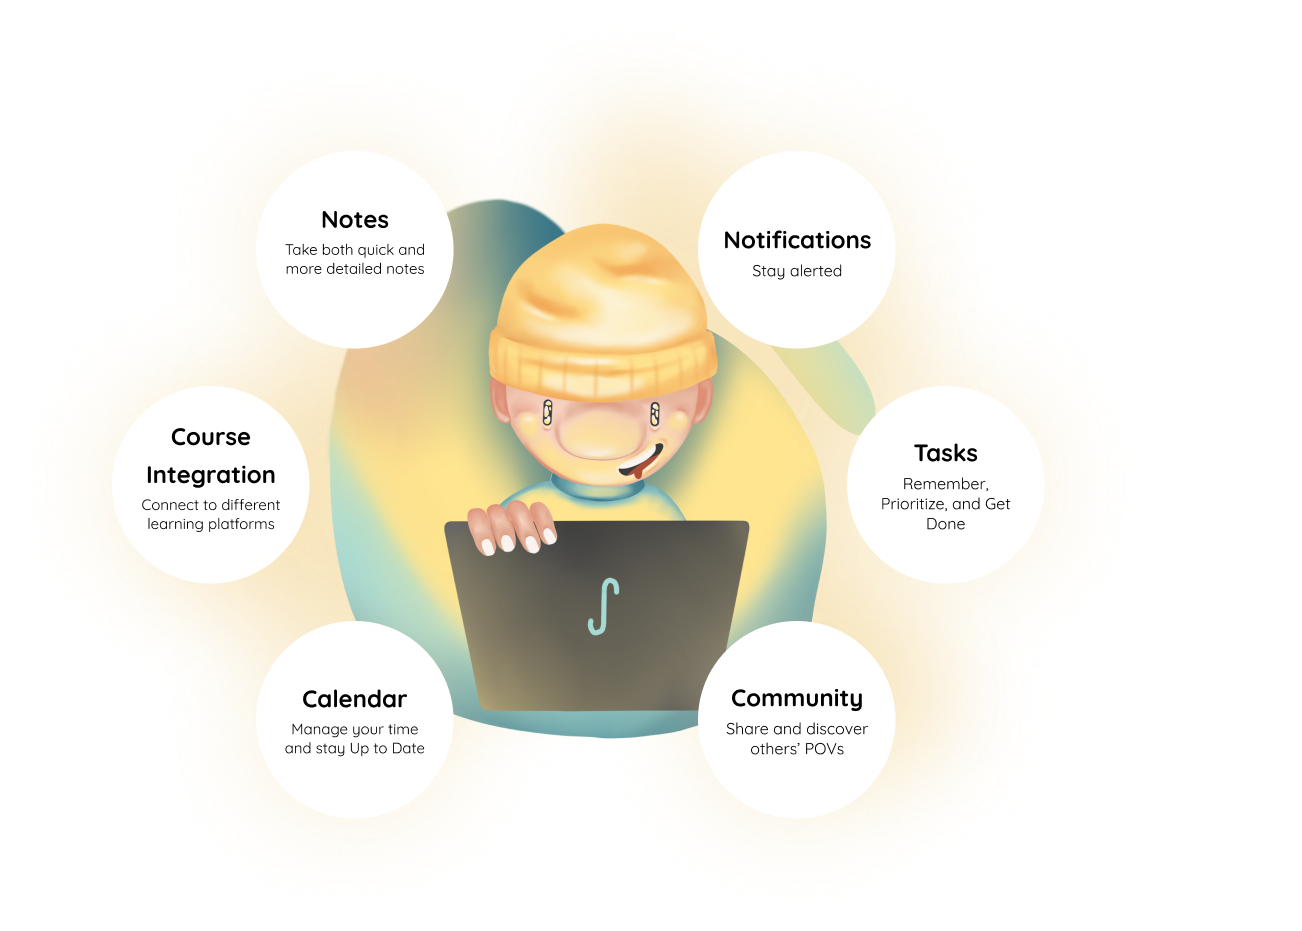 Notes
Take both quick and
more detailed notes
Notifications
Stay alerted
Course
Integration
Connect to different
learning platforms
Tasks
Remember,
Prioritize, and Get
Done
Calendar
Manage your time
and stay Up to Date
Community
Share and discover
others’ POVs